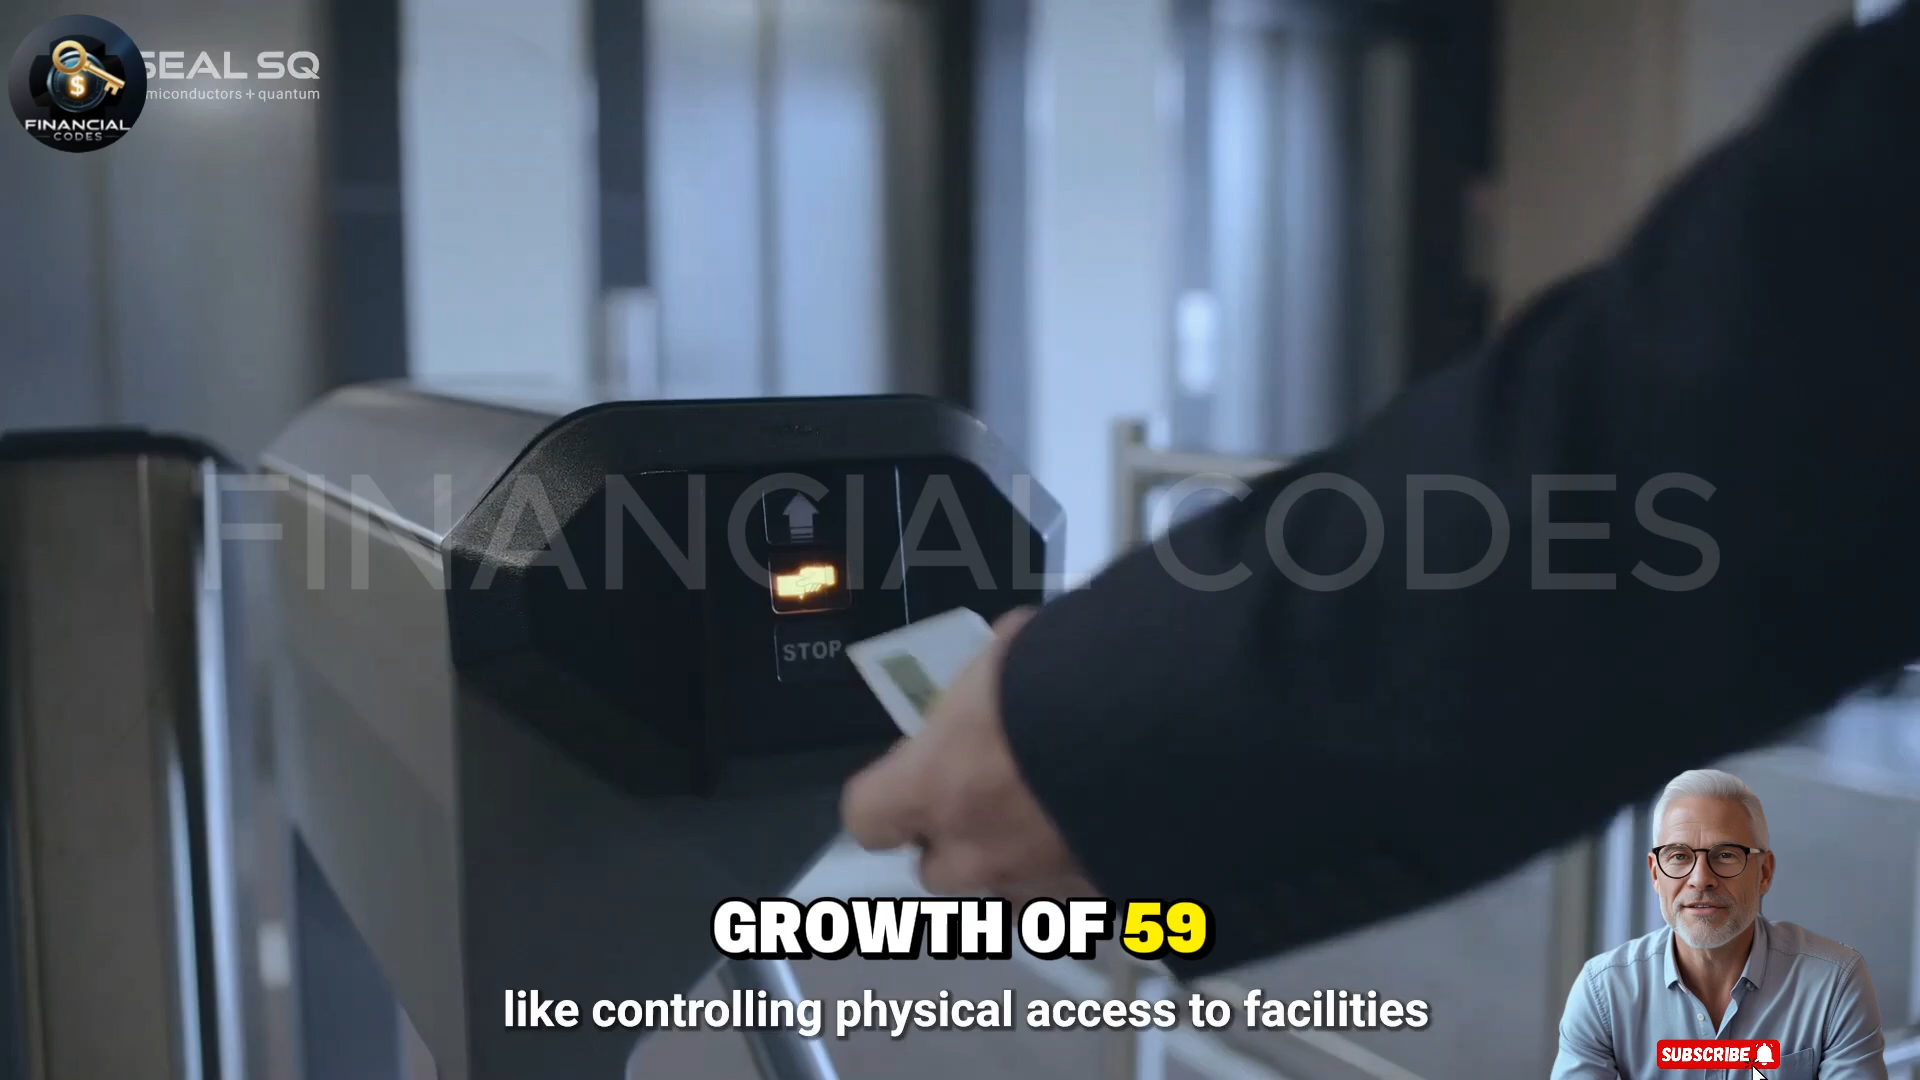 SEAL SQ
miconductors + quantum
FINANCIAL
CODES
FINANCIAL CODES
STOP
GROWTH OF 59
like controlling physical access to facilities
SUBSCRIBE